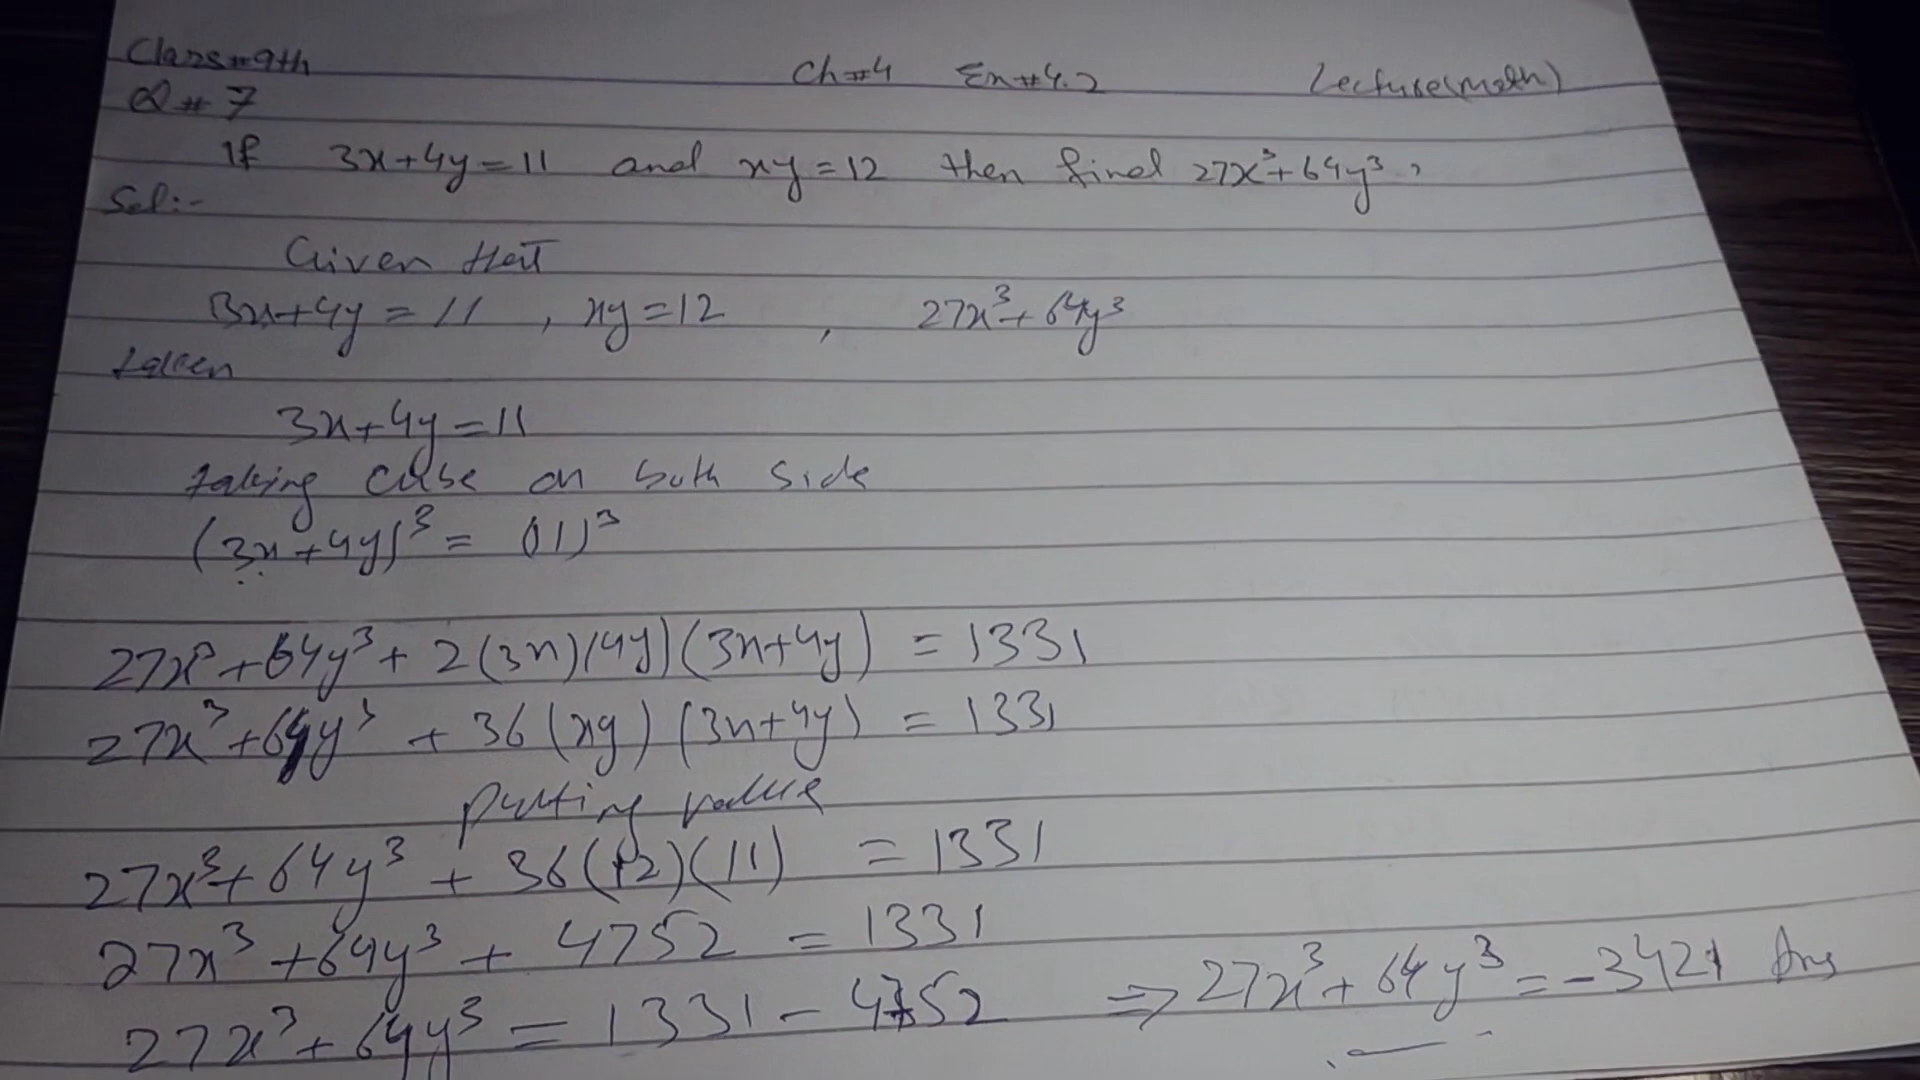 Class#9th Ch#4 Ex#4.2 Lecture(math)
Q#7
If 3x+4y=11 and xy=12 then find 27x³+64y³ ?
Sol:-
Given that
3x+4y=11 , xy=12 , 27x³+64y³
taken
3x+4y=11
taking cube on both side
(3x+4y)³ = (11)³
27x³+64y³+2(3x)(4y)(3x+4y) = 1331
27x³+64y³ + 36(xy)(3x+4y) = 1331
putting value
27x³+64y³ + 36(12)(11) = 1331
27x³+64y³ + 4752 = 1331
27x³+64y³ = 1331-4752 ⇒ 27x³+64y³ = -3421 Ans